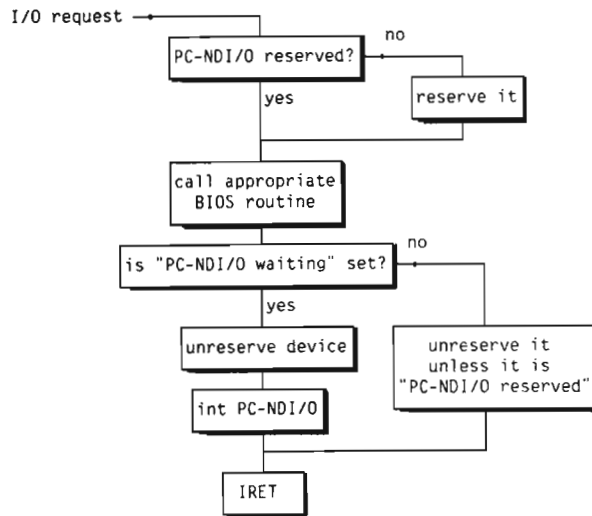 I/O request
no
PC-NDI/O reserved?
yes
reserve it
call appropriate
BIOS routine
no
is "PC-NDI/O waiting" set?
yes
unreserve device
unreserve it
unless it is
"PC-NDI/O reserved"
int PC-NDI/O
IRET